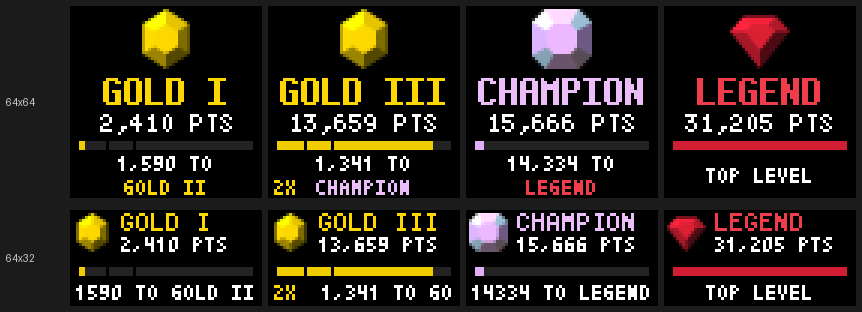 64x64
GOLD I
2,410 PTS
1,590 TO
GOLD II
GOLD III
13,659 PTS
1,341 TO
2X CHAMPION
CHAMPION
15,666 PTS
14,334 TO
LEGEND
LEGEND
31,205 PTS
TOP LEVEL
64x32
GOLD I
2,410 PTS
1590 TO GOLD II
GOLD III
13,659 PTS
2X 1,341 TO GO
CHAMPION
15,666 PTS
14334 TO LEGEND
LEGEND
31,205 PTS
TOP LEVEL